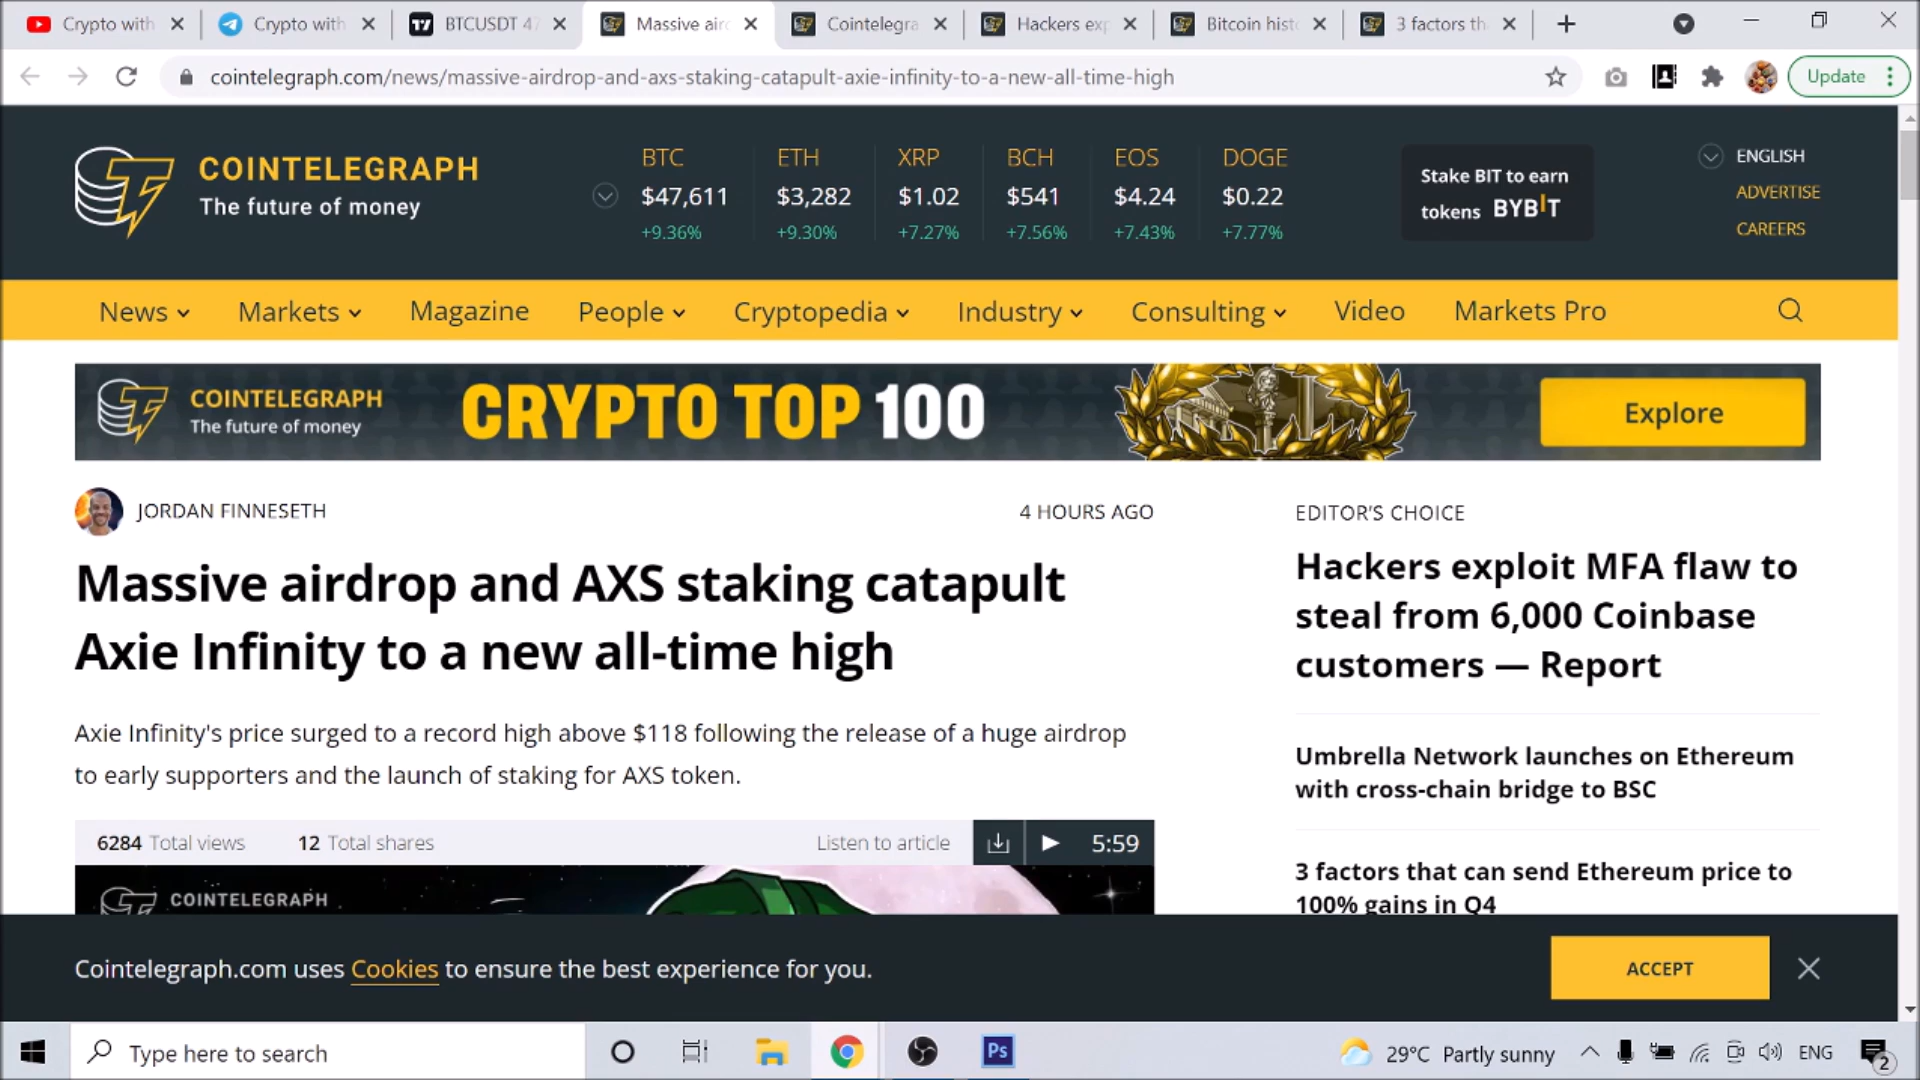 Crypto with
Crypto with
BTCUSDT 47
Massive air
Cointelegra
Hackers exp
Bitcoin hist
3 factors th
cointelegraph.com/news/massive-airdrop-and-axs-staking-catapult-axie-infinity-to-a-new-all-time-high
Update
COINTELEGRAPH
The future of money
BTC ETH XRP BCH EOS DOGE
$47,611 $3,282 $1.02 $541 $4.24 $0.22
+9.36% +9.30% +7.27% +7.56% +7.43% +7.77%
Stake BIT to earn
tokens BYBIT
ENGLISH
ADVERTISE
CAREERS
News Markets Magazine People Cryptopedia Industry Consulting Video Markets Pro
COINTELEGRAPH
The future of money
CRYPTO TOP 100
Explore
JORDAN FINNESETH
4 HOURS AGO
Massive airdrop and AXS staking catapult
Axie Infinity to a new all-time high
Axie Infinity's price surged to a record high above $118 following the release of a huge airdrop
to early supporters and the launch of staking for AXS token.
6284 Total views 12 Total shares Listen to article 5:59
COINTELEGRAPH
EDITOR'S CHOICE
Hackers exploit MFA flaw to
steal from 6,000 Coinbase
customers — Report
Umbrella Network launches on Ethereum
with cross-chain bridge to BSC
3 factors that can send Ethereum price to
100% gains in Q4
Cointelegraph.com uses Cookies to ensure the best experience for you.
ACCEPT
Type here to search
Ps
29°C Partly sunny
ENG
2